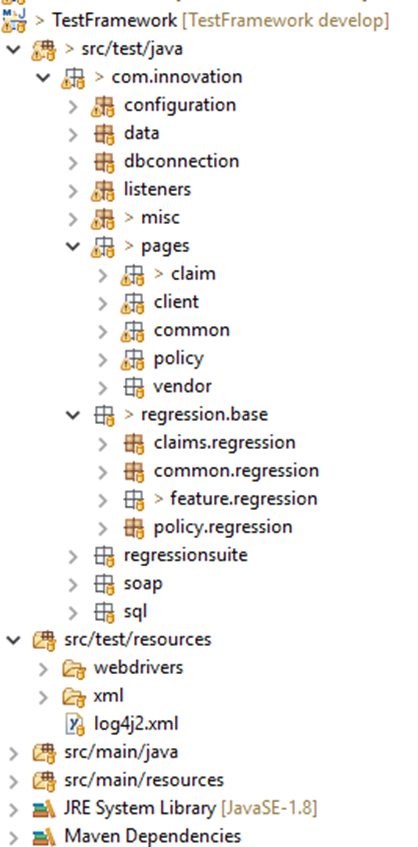 > TestFramework [TestFramework develop]
> src/test/java
> com.innovation
configuration
data
dbconnection
listeners
> misc
> pages
> claim
client
common
policy
vendor
> regression.base
claims.regression
common.regression
> feature.regression
policy.regression
regressionsuite
soap
sql
src/test/resources
webdrivers
xml
log4j2.xml
src/main/java
src/main/resources
JRE System Library [JavaSE-1.8]
Maven Dependencies